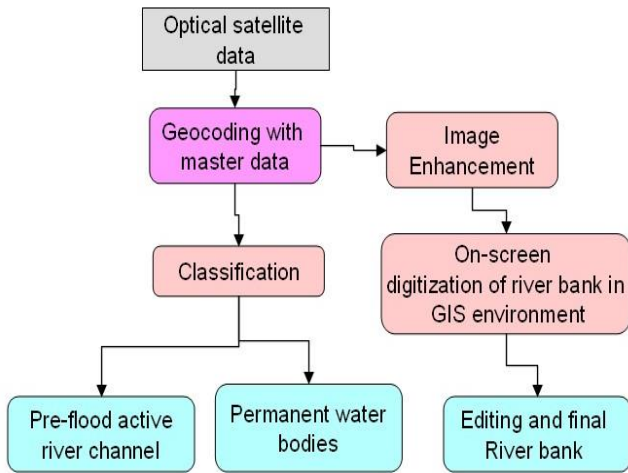 Optical satellite
data
Geocoding with
master data
Image
Enhancement
Classification
On-screen
digitization of river bank in
GIS environment
Pre-flood active
river channel
Permanent water
bodies
Editing and final
River bank